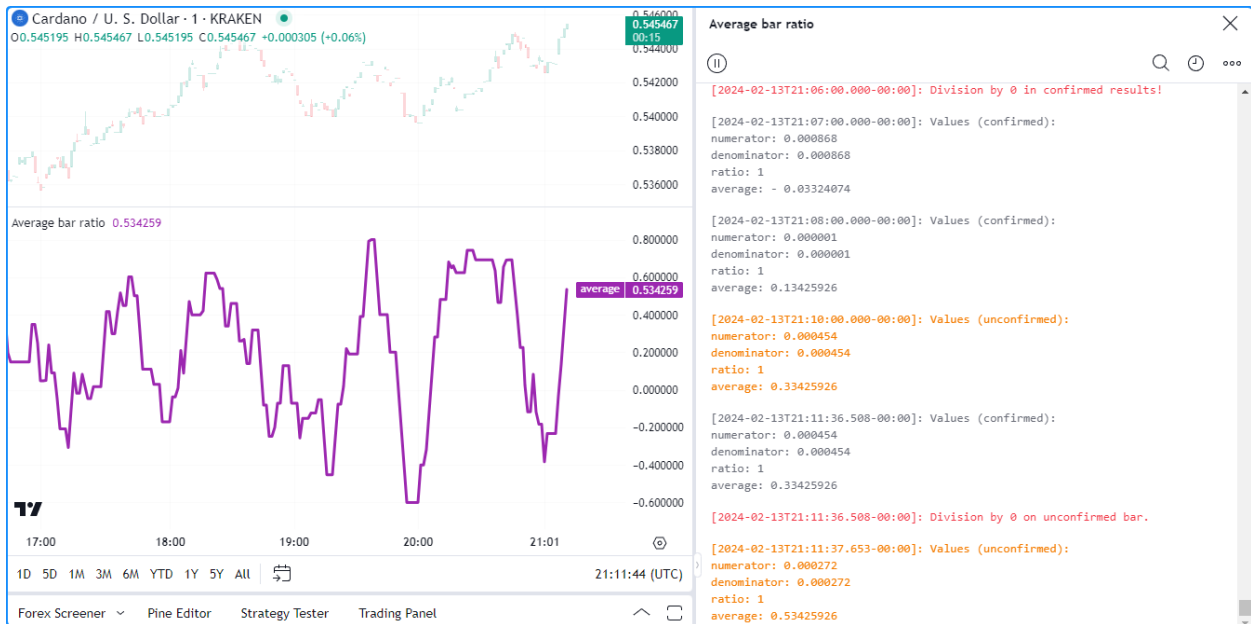 Cardano / U. S. Dollar · 1 · KRAKEN
O0.545195 H0.545467 L0.545195 C0.545467 +0.000305 (+0.06%)
0.546000
0.545467
00:15
0.544000
0.542000
0.540000
0.538000
0.536000
Average bar ratio 0.534259
0.800000
0.600000
average 0.534259
0.400000
0.200000
0.000000
−0.200000
−0.400000
−0.600000
17:00 18:00 19:00 20:00 21:01
1D 5D 1M 3M 6M YTD 1Y 5Y All
21:11:44 (UTC)
Forex Screener Pine Editor Strategy Tester Trading Panel
Average bar ratio
[2024-02-13T21:06:00.000-00:00]: Division by 0 in confirmed results!
[2024-02-13T21:07:00.000-00:00]: Values (confirmed):
numerator: 0.000868
denominator: 0.000868
ratio: 1
average: - 0.03324074
[2024-02-13T21:08:00.000-00:00]: Values (confirmed):
numerator: 0.000001
denominator: 0.000001
ratio: 1
average: 0.13425926
[2024-02-13T21:10:00.000-00:00]: Values (unconfirmed):
numerator: 0.000454
denominator: 0.000454
ratio: 1
average: 0.33425926
[2024-02-13T21:11:36.508-00:00]: Values (confirmed):
numerator: 0.000454
denominator: 0.000454
ratio: 1
average: 0.33425926
[2024-02-13T21:11:36.508-00:00]: Division by 0 on unconfirmed bar.
[2024-02-13T21:11:37.653-00:00]: Values (unconfirmed):
numerator: 0.000272
denominator: 0.000272
ratio: 1
average: 0.53425926